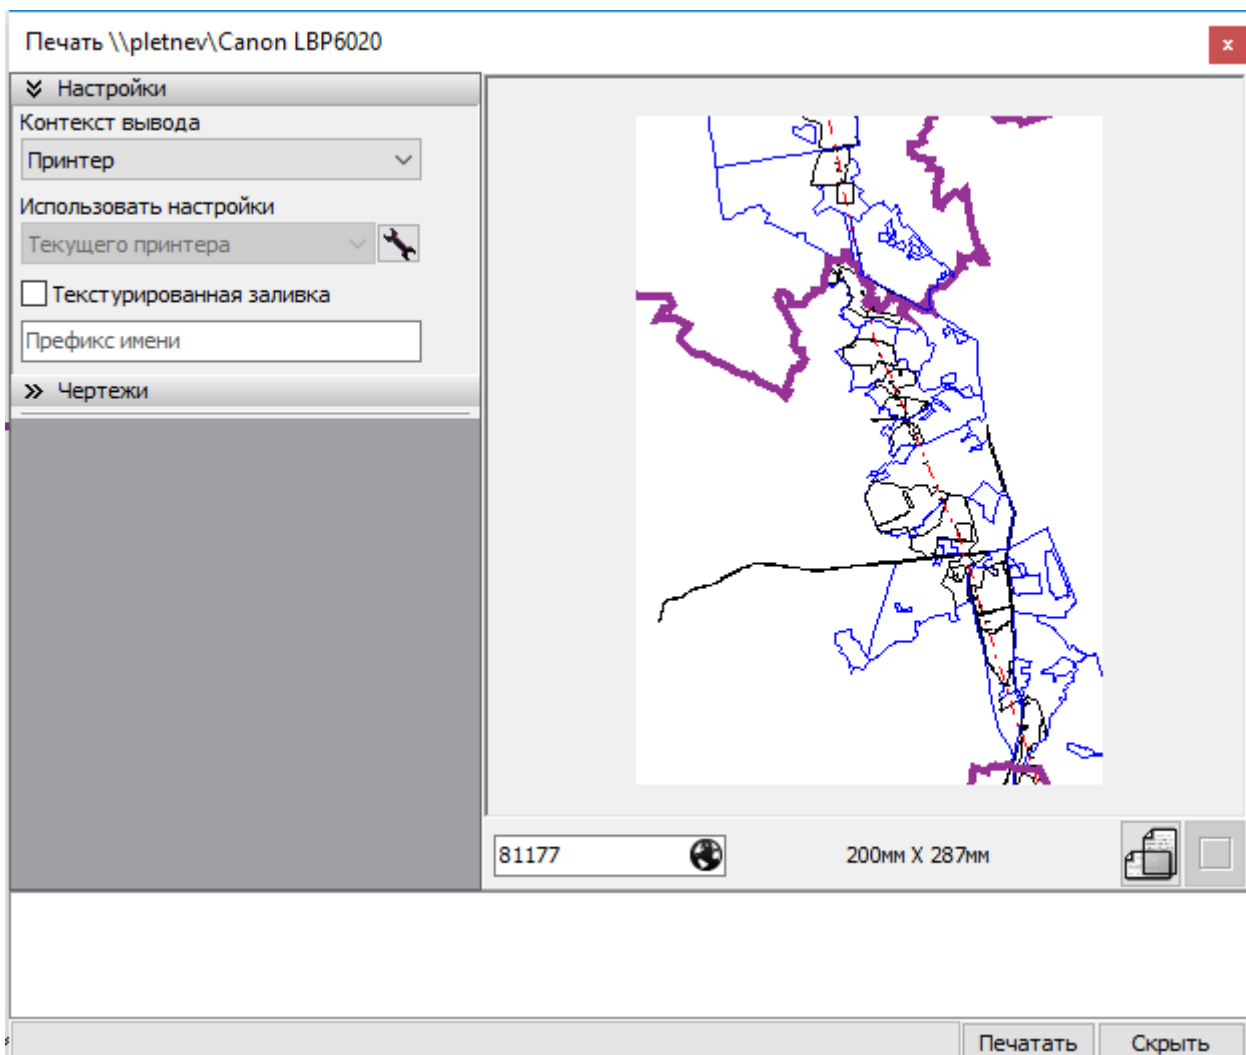 Печать \\pletnev\Canon LBP6020
x
Настройки
Контекст вывода
Принтер
Использовать настройки
Текущего принтера
Текстурированная заливка
Префикс имени
Чертежи
81177
200мм X 287мм
Печатать
Скрыть